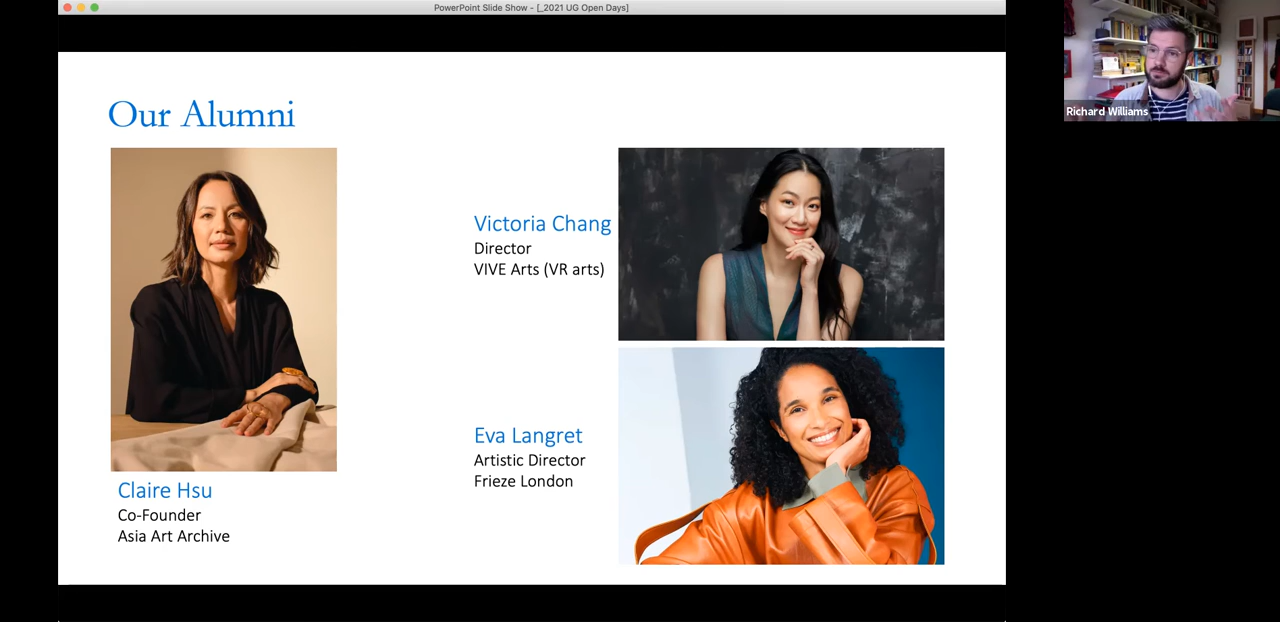 PowerPoint Slide Show - [_2021 UG Open Days]
Our Alumni
Claire Hsu
Co-Founder
Asia Art Archive
Victoria Chang
Director
VIVE Arts (VR arts)
Eva Langret
Artistic Director
Frieze London
Richard Williams